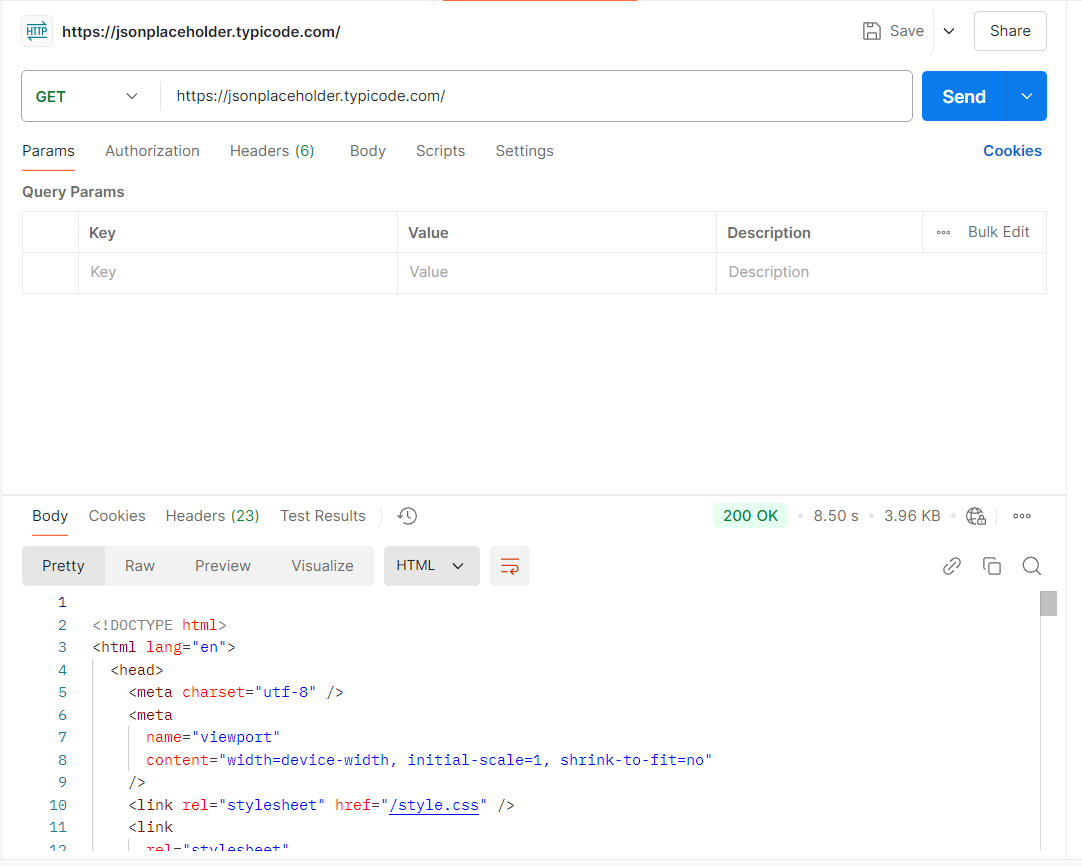 HTTP https://jsonplaceholder.typicode.com/ Save Share
GET https://jsonplaceholder.typicode.com/ Send
Params Authorization Headers (6) Body Scripts Settings Cookies
Query Params
Key Value Description Bulk Edit
Key Value Description
Body Cookies Headers (23) Test Results 200 OK 8.50 s 3.96 KB
Pretty Raw Preview Visualize HTML
1
2 <!DOCTYPE html>
3 <html lang="en">
4 <head>
5 <meta charset="utf-8" />
6 <meta
7 name="viewport"
8 content="width=device-width, initial-scale=1, shrink-to-fit=no"
9 />
10 <link rel="stylesheet" href="/style.css" />
11 <link
12 rel="stylesheet"